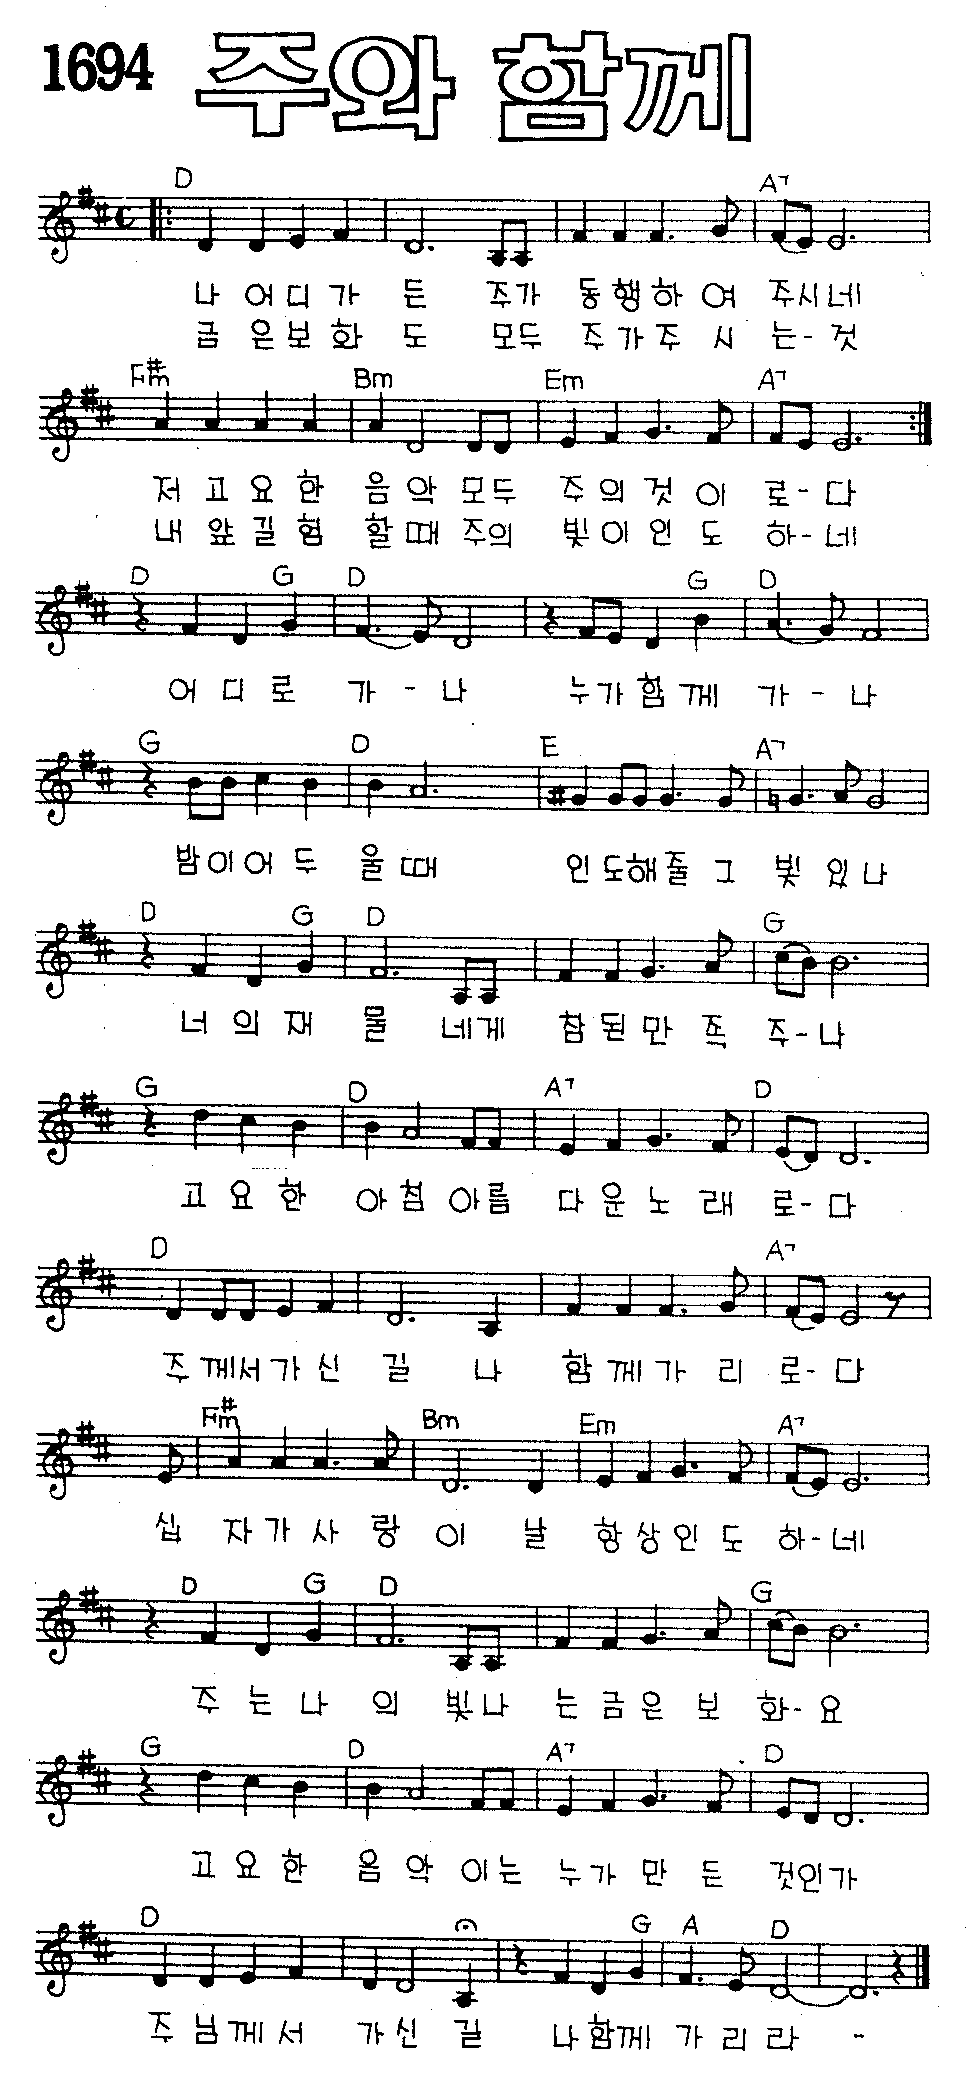 1694 주와 함께
D A7
나 어디가 든 주가 동행하여 주시네
금은보화 도 모두 주가주시 는-것
F#m Bm Em A7
저고요한 음악모두 주의것이 로-다
내앞길험 할때주의 빛이인도 하-네
D G D G D
어디로 가-나 누가함께 가-나
G D E A7
밤이어두 울때 인도해줄그 빛있나
D G D G
너의재 물 네게 참된만족 주-나
G D A7 D
고요한 아침아름 다운노래 로-다
D A7
주께서가신 길 나 함께가리 로-다
F#m Bm Em A7
십 자가사랑 이 날 항상인도 하-네
D G D G
주는나 의 빛나 는금은보 화-요
G D A7 D
고요한 음악이는 누가만든 것인가
D G A D
주님께서 가신길 나함께 가리라 -